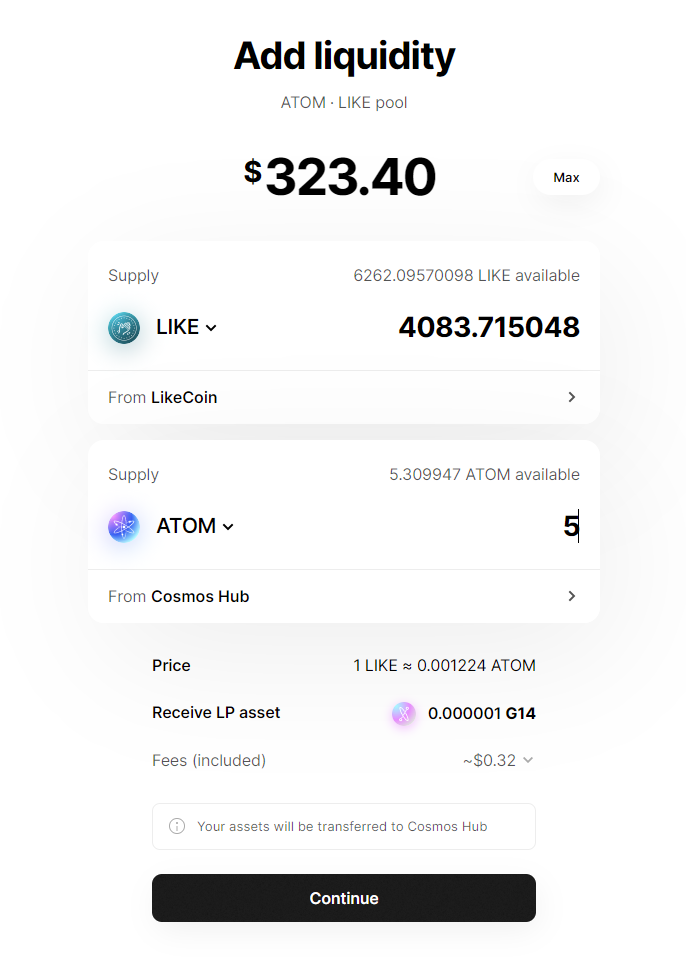 Add liquidity
ATOM · LIKE pool
$323.40
Max
Supply 6262.09570098 LIKE available
LIKE 4083.715048
From LikeCoin
Supply 5.309947 ATOM available
ATOM 5
From Cosmos Hub
Price 1 LIKE ≈ 0.001224 ATOM
Receive LP asset 0.000001 G14
Fees (included) ~$0.32
Your assets will be transferred to Cosmos Hub
Continue